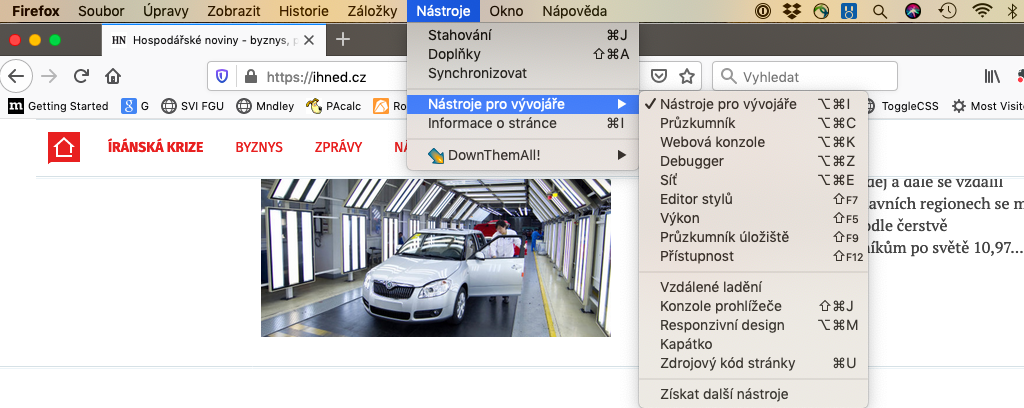 Firefox Soubor Úpravy Zobrazit Historie Záložky Nástroje Okno Nápověda
HN Hospodářské noviny - byznys, p
https://ihned.cz
Vyhledat
Getting Started G SVI FGU Mndley PAcalc Ro ToggleCSS Most Visite
Stahování ⌘J
Doplňky ⇧⌘A
Synchronizovat
Nástroje pro vývojáře
Informace o stránce ⌘I
DownThemAll!
✓ Nástroje pro vývojáře ⌥⌘I
Průzkumník ⌥⌘C
Webová konzole ⌥⌘K
Debugger ⌥⌘Z
Síť ⌥⌘E
Editor stylů ⇧F7
Výkon ⇧F5
Průzkumník úložiště ⇧F9
Přístupnost ⇧F12
Vzdálené ladění
Konzole prohlížeče ⇧⌘J
Responzivní design ⌥⌘M
Kapátko
Zdrojový kód stránky ⌘U
Získat další nástroje
ÍRÁNSKÁ KRIZE BYZNYS ZPRÁVY
dej a dále se vzdálil
avních regionech se m
odle čerstvě
níkům po světě 10,97...